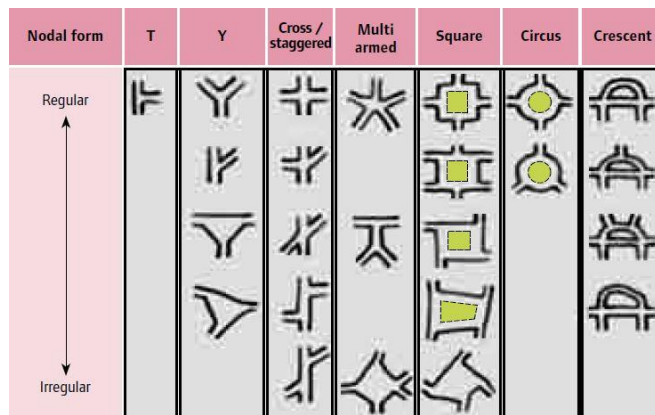 Nodal form
T
Y
Cross /
staggered
Multi
armed
Square
Circus
Crescent
Regular
Irregular